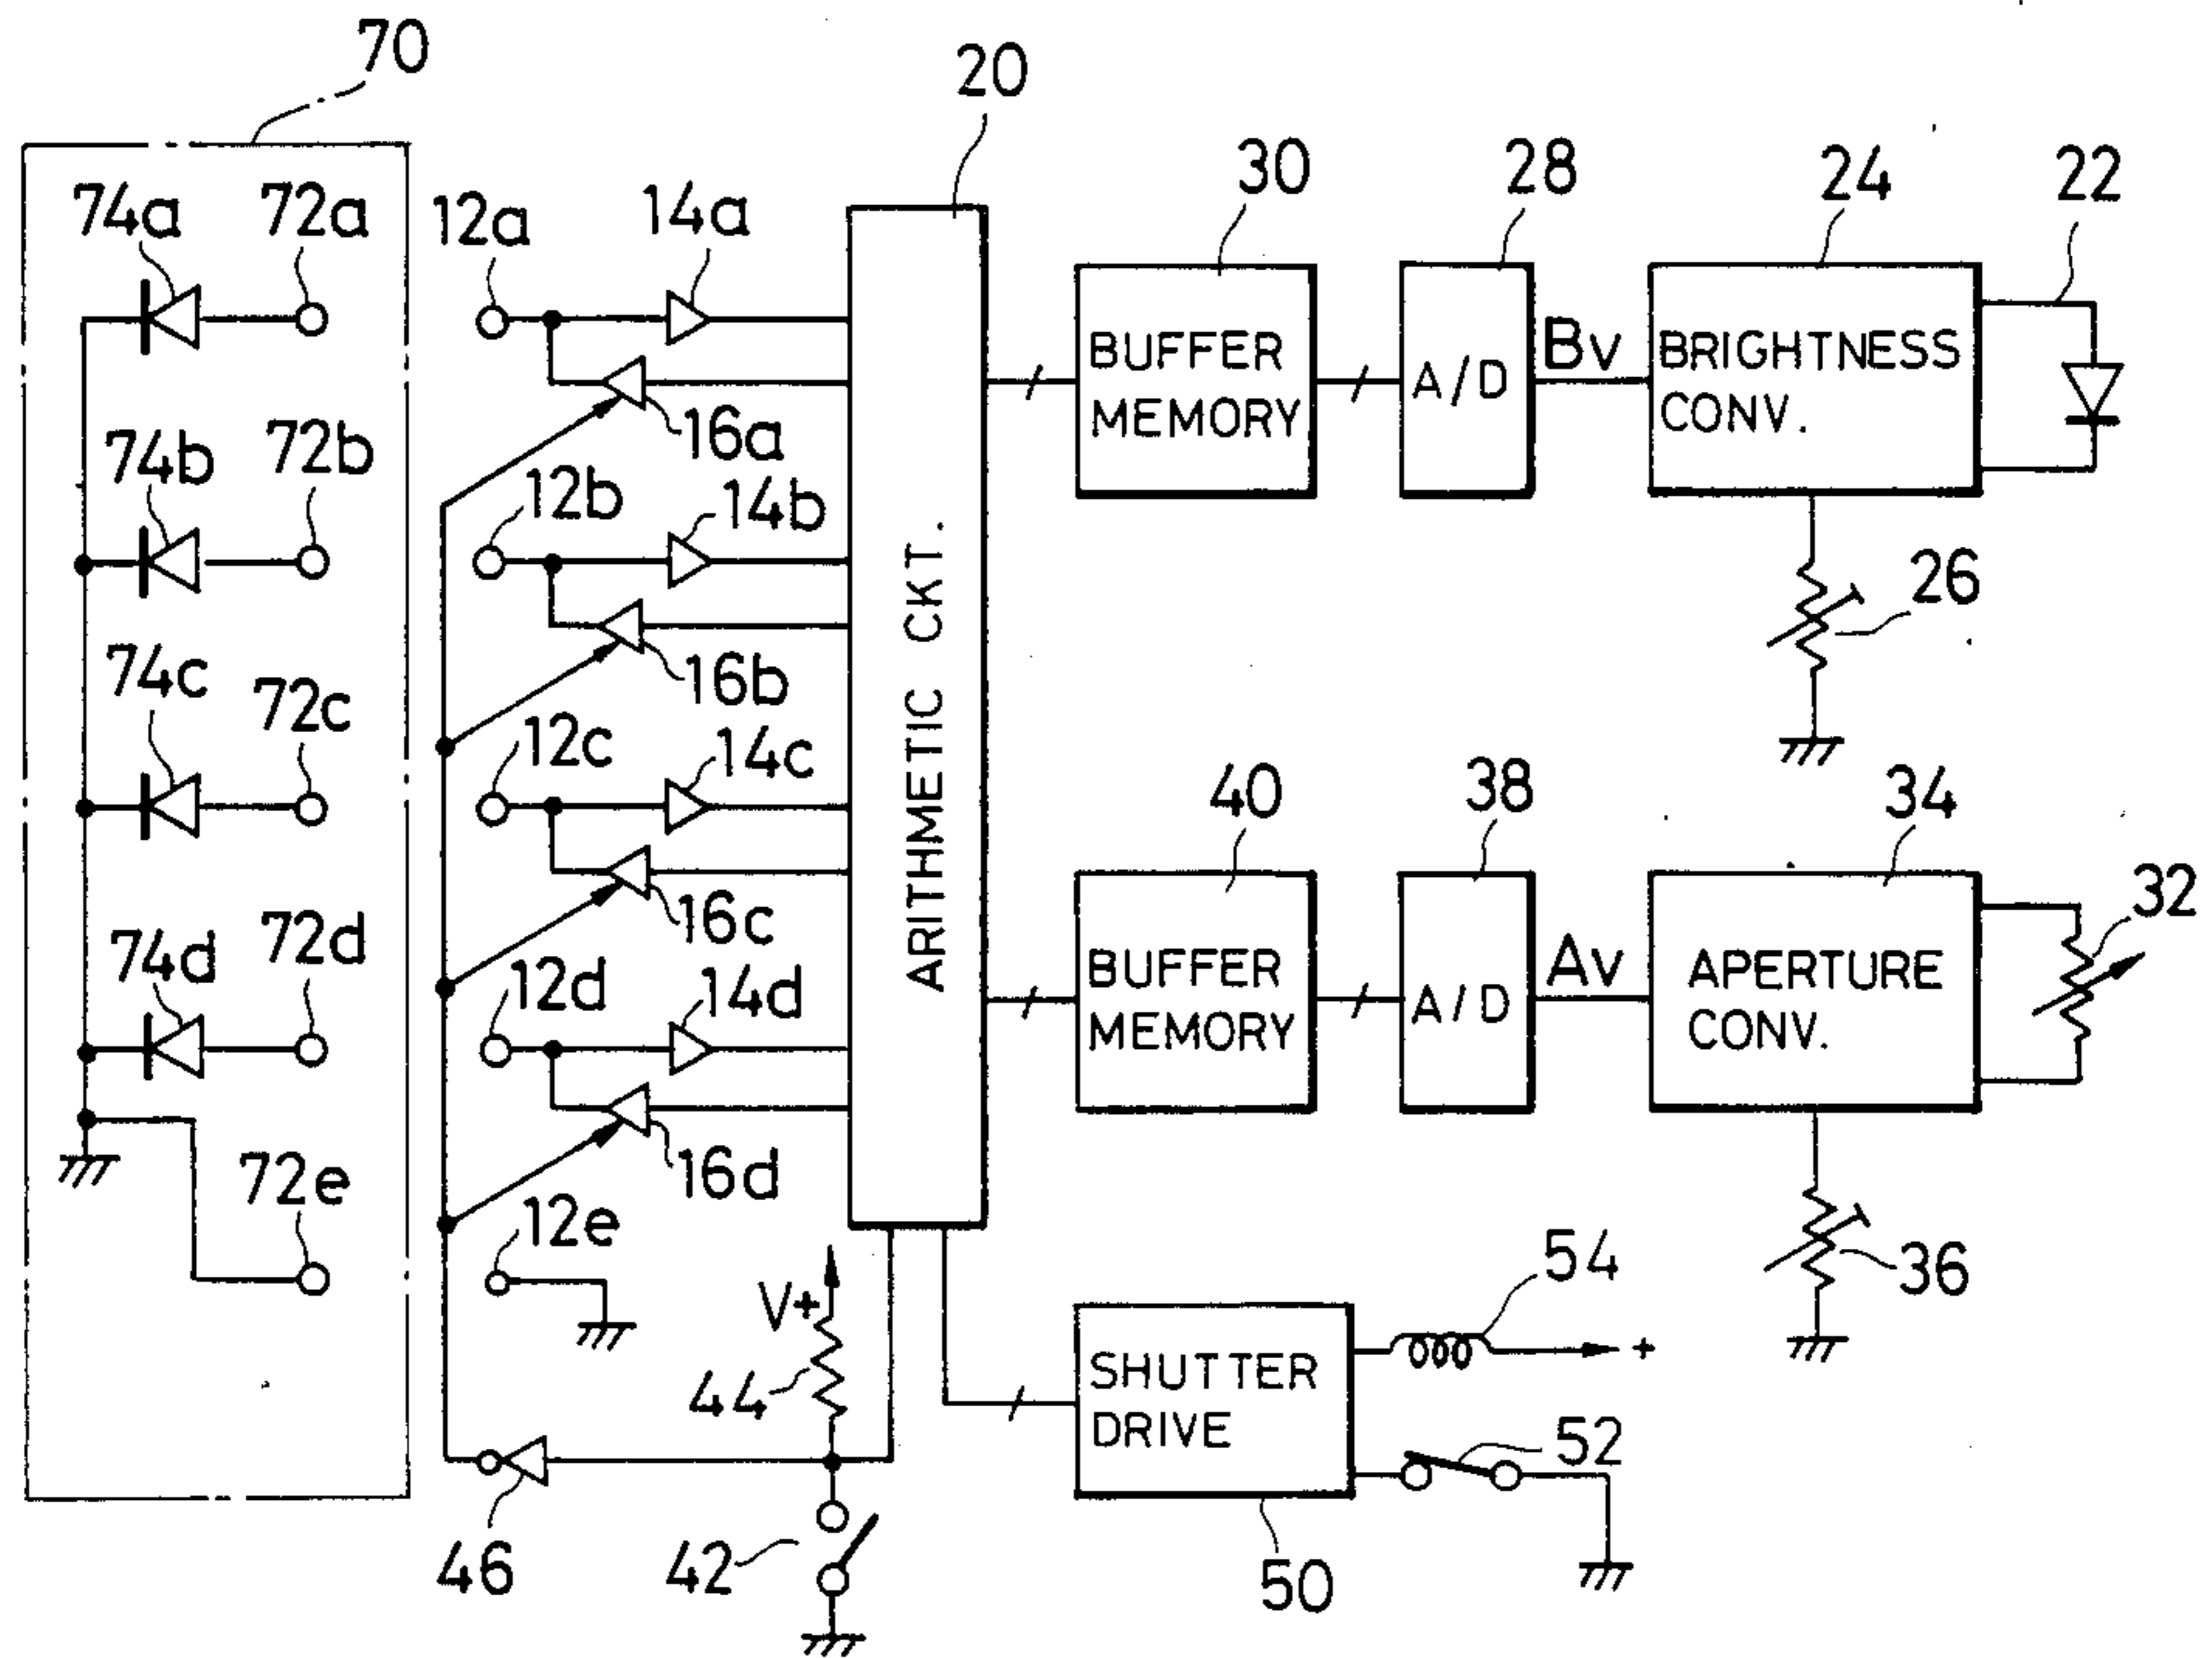 70
20
74a
72a
12a
14a
30
28
24
22
BUFFER
MEMORY
A/D
Bv
BRIGHTNESS
CONV.
16a
74b
72b
12b
14b
26
16b
74c
72c
12c
14c
ARITHMETIC CKT.
40
38
34
32
16c
74d
72d
12d
14d
BUFFER
MEMORY
A/D
Av
APERTURE
CONV.
16d
72e
12e
36
V+
44
54
+
SHUTTER
DRIVE
52
46
42
50